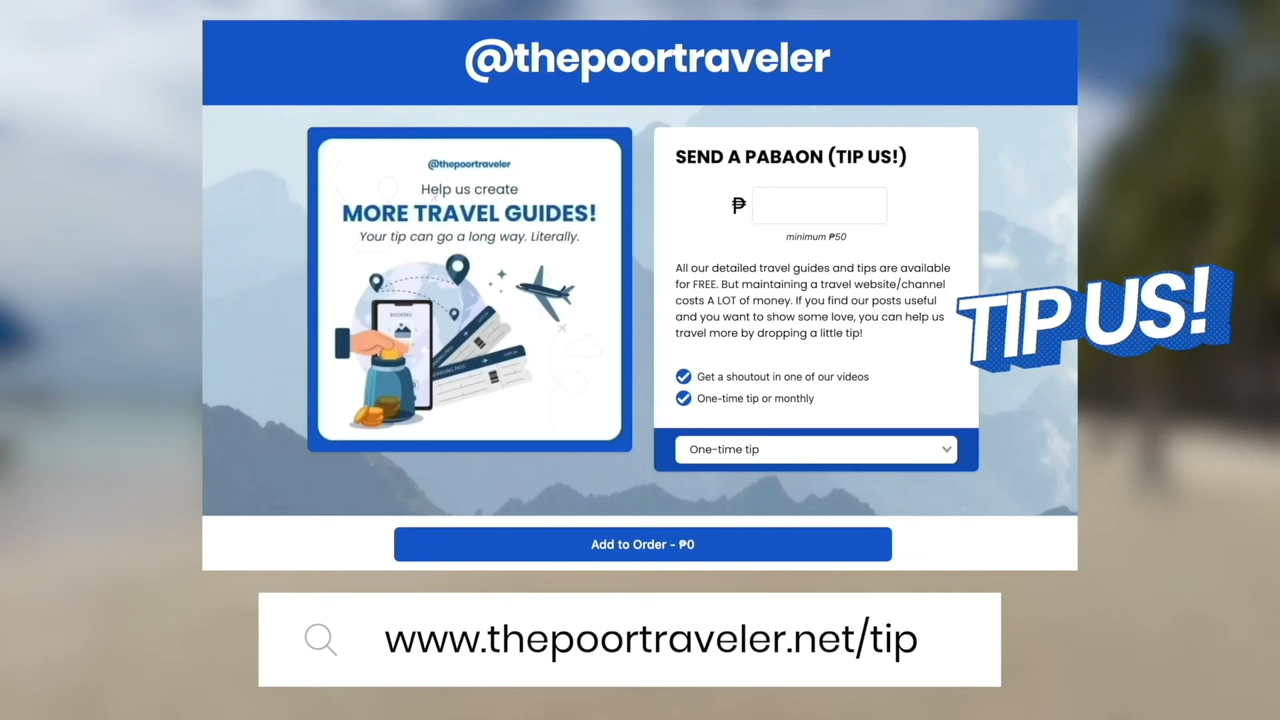 @thepoortraveler
@thepoortraveler
Help us create
MORE TRAVEL GUIDES!
Your tip can go a long way. Literally.
BOOKING
BOARDING PASS
SEND A PABAON (TIP US!)
₱
minimum ₱50
All our detailed travel guides and tips are available
for FREE. But maintaining a travel website/channel
costs A LOT of money. If you find our posts useful
and you want to show some love, you can help us
travel more by dropping a little tip!
Get a shoutout in one of our videos
One-time tip or monthly
One-time tip
TIP US!
Add to Order - ₱0
www.thepoortraveler.net/tip